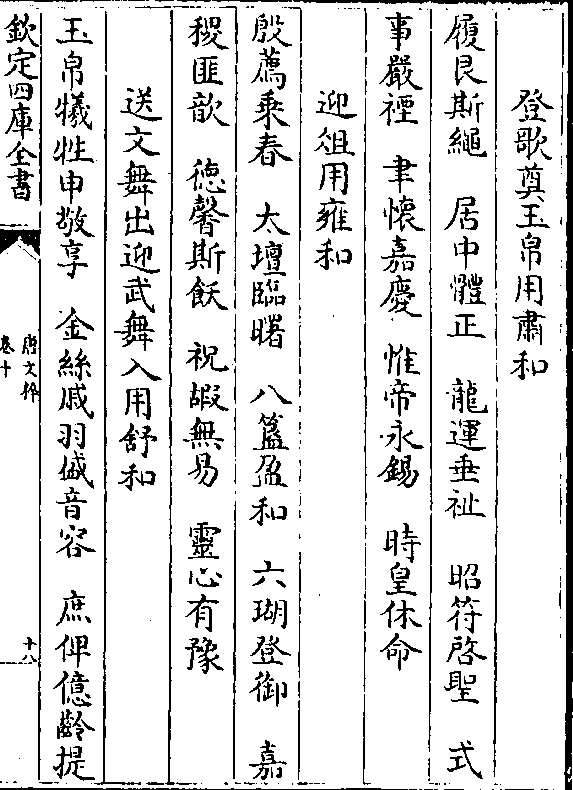 登歌奠玉帛用肅和
履艮斯繩 居中體正 龍運垂祉 昭符啓聖 式
事嚴禋 聿懷嘉慶 惟帝永錫 時皇休命
迎俎用雍和
殷薦乘春 太壇臨曙 八簋盈和 六瑚登御 嘉
稷匪歆 德馨斯飫 祝嘏無易 靈心有豫
送文舞出迎武舞入用舒和
玉帛犧牲申敬享 金絲戚羽盛音容 庶俾億齡提
欽定四庫全書
唐文粹
卷十
十八